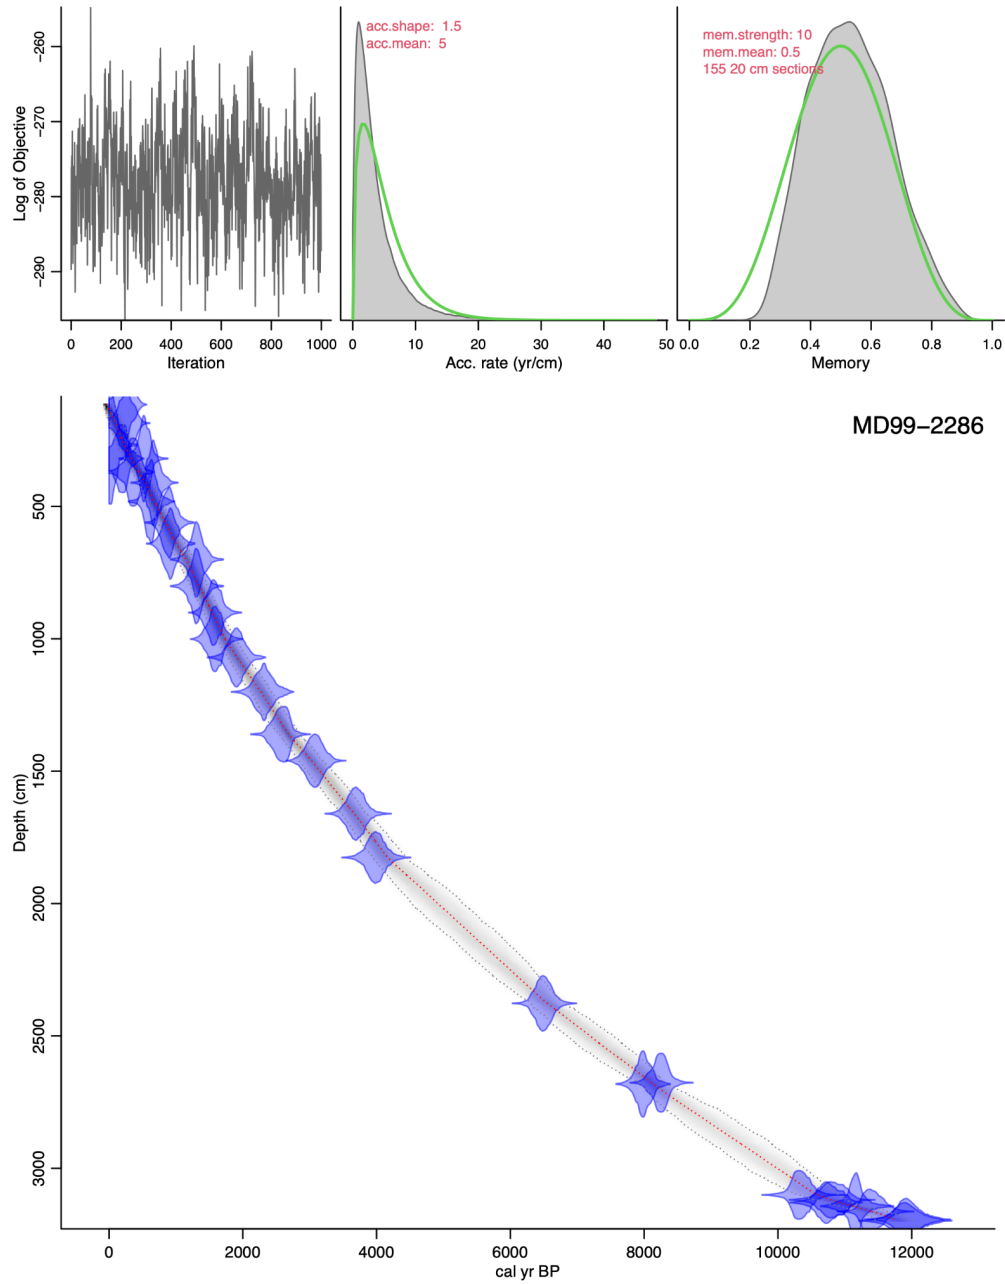 Log of Objective
−260
−270
−280
−290
0 200 400 600 800 1000
Iteration
acc.shape: 1.5
acc.mean: 5
0 10 20 30 40 50
Acc. rate (yr/cm)
mem.strength: 10
mem.mean: 0.5
155 20 cm sections
0.0 0.2 0.4 0.6 0.8 1.0
Memory
MD99−2286
Depth (cm)
500
1000
1500
2000
2500
3000
0 2000 4000 6000 8000 10000 12000
cal yr BP